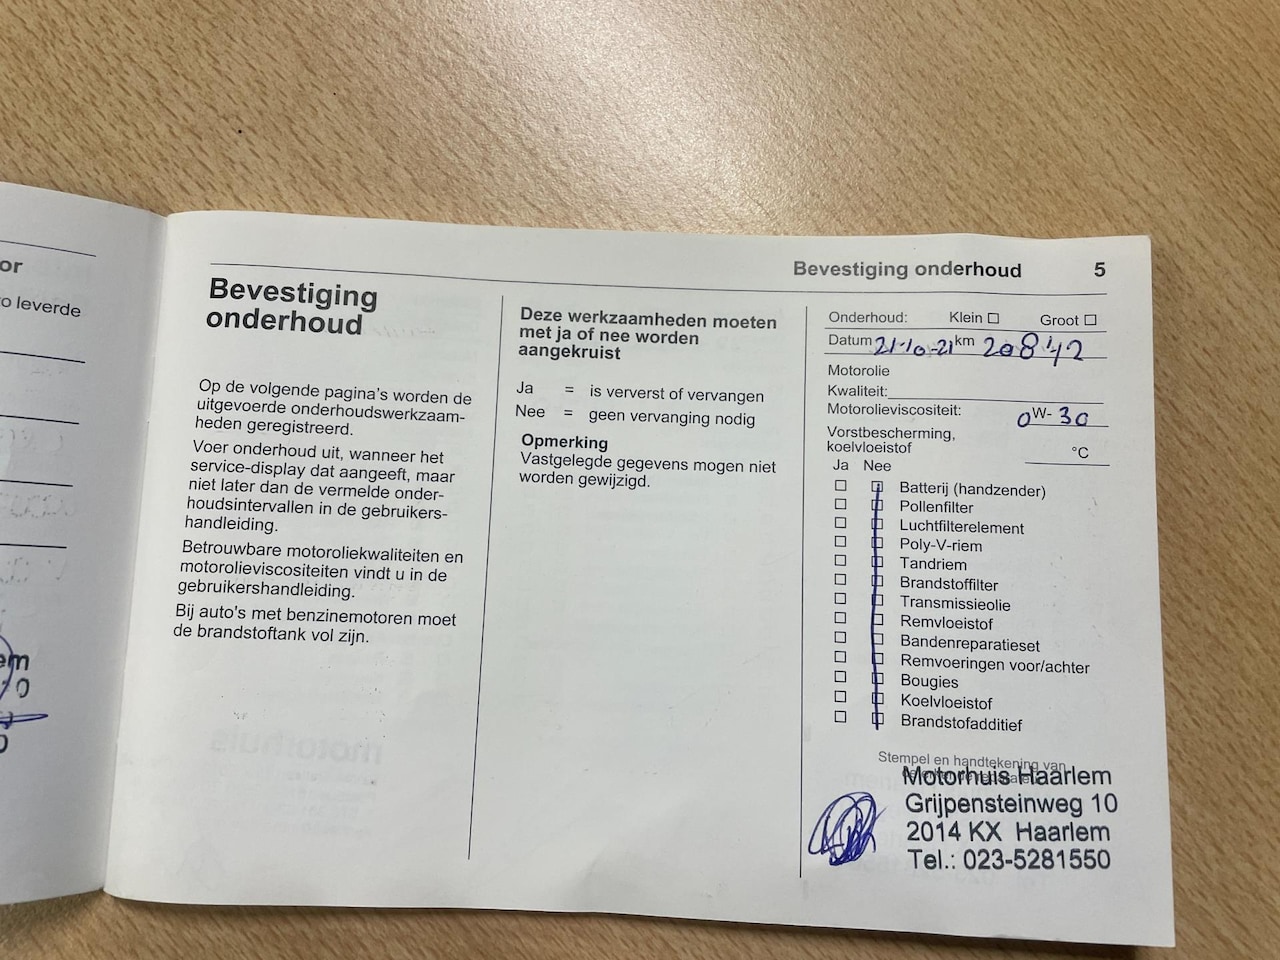 or
o leverde
em
0
0
Bevestiging onderhoud 5
Bevestiging
onderhoud
Op de volgende pagina's worden de
uitgevoerde onderhoudswerkzaam-
heden geregistreerd.
Voer onderhoud uit, wanneer het
service-display dat aangeeft, maar
niet later dan de vermelde onder-
houdsintervallen in de gebruikers-
handleiding.
Betrouwbare motoroliekwaliteiten en
motorolieviscositeiten vindt u in de
gebruikershandleiding.
Bij auto's met benzinemotoren moet
de brandstoftank vol zijn.
Deze werkzaamheden moeten
met ja of nee worden
aangekruist
Ja = is ververst of vervangen
Nee = geen vervanging nodig
Opmerking
Vastgelegde gegevens mogen niet
worden gewijzigd.
Onderhoud: Klein ☐ Groot ☐
Datum 21-10-21 km 20842
Motorolie
Kwaliteit:
Motorolieviscositeit: 0W-30
Vorstbescherming,
koelvloeistof °C
Ja Nee
Batterij (handzender)
Pollenfilter
Luchtfilterelement
Poly-V-riem
Tandriem
Brandstoffilter
Transmissieolie
Remvloeistof
Bandenreparatieset
Remvoeringen voor/achter
Bougies
Koelvloeistof
Brandstofadditief
Stempel en handtekening van
Motorhuis Haarlem
Grijpensteinweg 10
2014 KX Haarlem
Tel.: 023-5281550